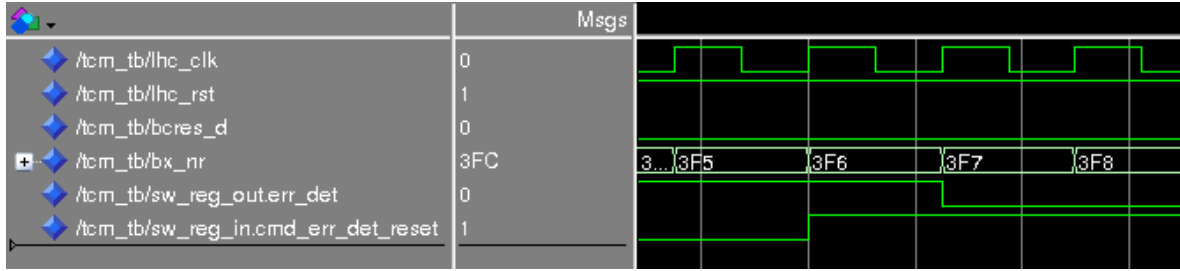 Msgs
/tcm_tb/lhc_clk 0
/tcm_tb/lhc_rst 1
/tcm_tb/bcres_d 0
/tcm_tb/bx_nr 3FC 3... 3F5 3F6 3F7 3F8
/tcm_tb/sw_reg_out.err_det 0
/tcm_tb/sw_reg_in.cmd_err_det_reset 1